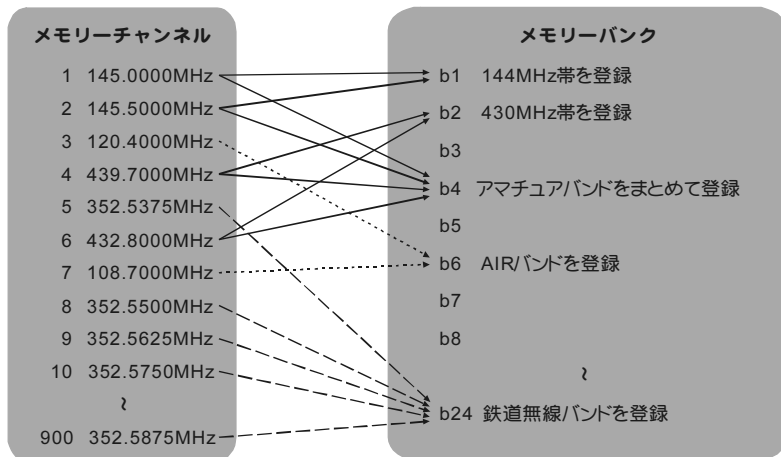 メモリーチャンネル
1 145.0000MHz
2 145.5000MHz
3 120.4000MHz
4 439.7000MHz
5 352.5375MHz
6 432.8000MHz
7 108.7000MHz
8 352.5500MHz
9 352.5625MHz
10 352.5750MHz
~
900 352.5875MHz
メモリーバンク
b1 144MHz帯を登録
b2 430MHz帯を登録
b3
b4 アマチュアバンドをまとめて登録
b5
b6 AIRバンドを登録
b7
b8
~
b24 鉄道無線バンドを登録